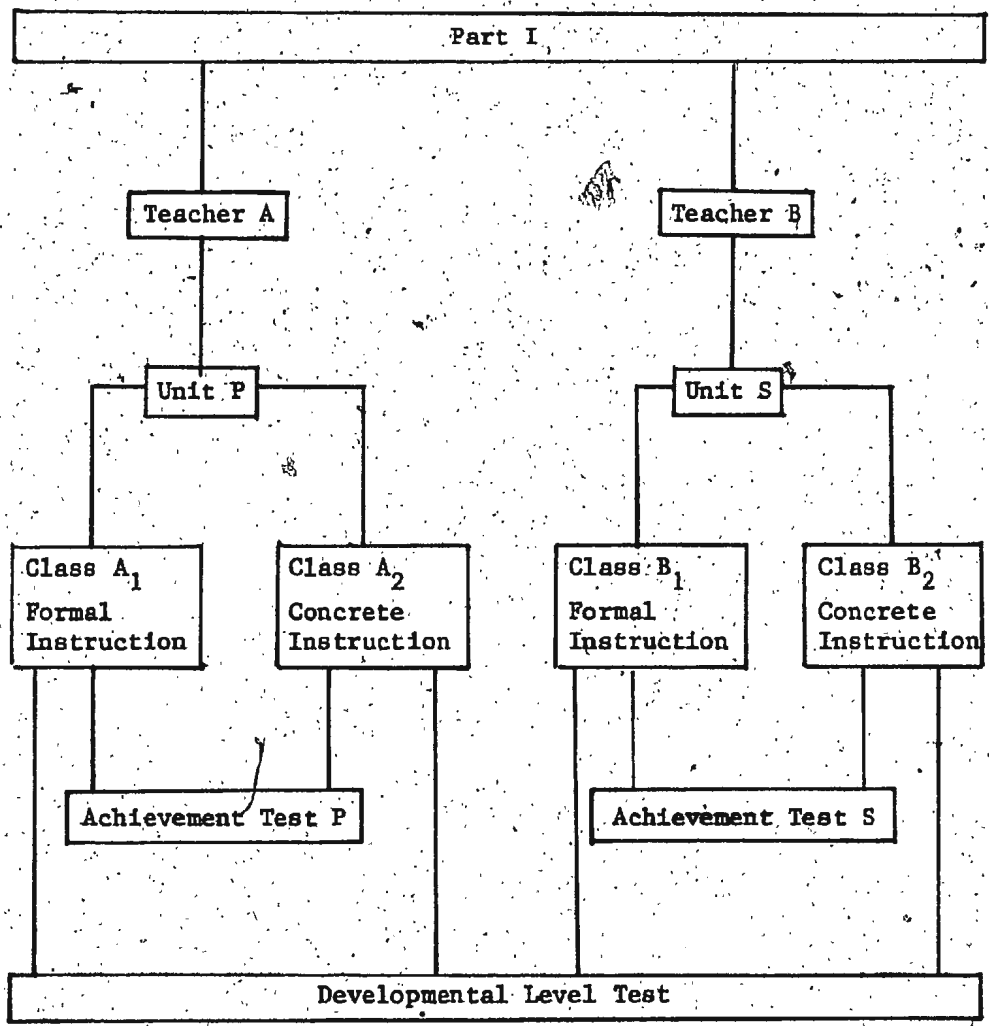 Part I
Teacher A
Teacher B
Unit P
Unit S
Class A₁
Formal
Instruction
Class A₂
Concrete
Instruction
Class B₁
Formal
Instruction
Class B₂
Concrete
Instruction
Achievement Test P
Achievement Test S
Developmental Level Test